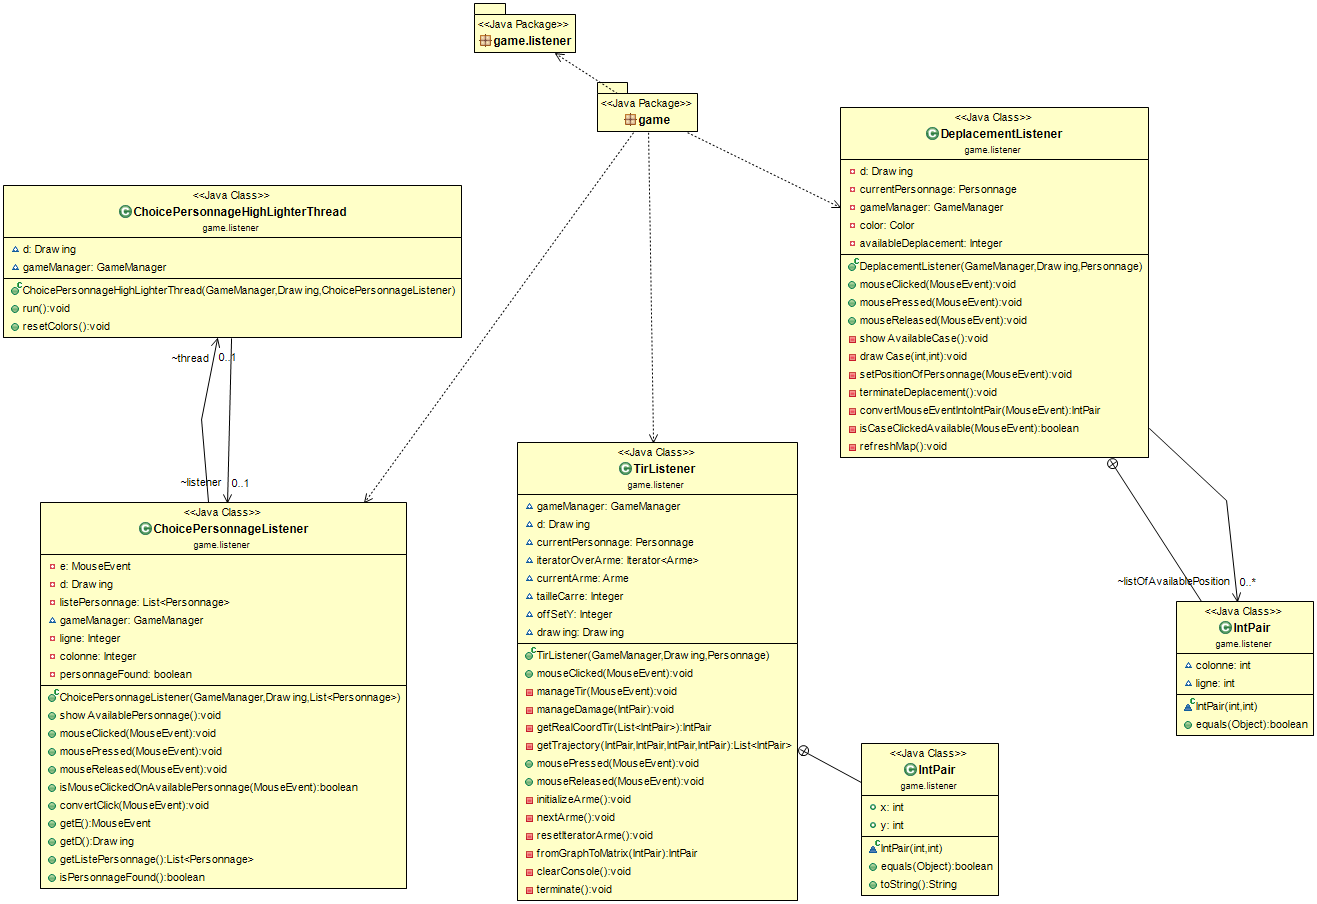 <<Java Package>>
game.listener
<<Java Package>>
game
<<Java Class>>
DeplacementListener
game.listener
d: Drawing
currentPersonnage: Personnage
gameManager: GameManager
color: Color
availableDeplacement: Integer
DeplacementListener(GameManager,Drawing,Personnage)
mouseClicked(MouseEvent):void
mousePressed(MouseEvent):void
mouseReleased(MouseEvent):void
showAvailableCase():void
drawCase(int,int):void
setPositionOfPersonnage(MouseEvent):void
terminateDeplacement():void
convertMouseEventIntoIntPair(MouseEvent):IntPair
isCaseClickedAvailable(MouseEvent):boolean
refreshMap():void
<<Java Class>>
ChoicePersonnageHighLighterThread
game.listener
d: Drawing
gameManager: GameManager
ChoicePersonnageHighLighterThread(GameManager,Drawing,ChoicePersonnageListener)
run():void
resetColors():void
~thread 0..1
~listener 0..1
<<Java Class>>
ChoicePersonnageListener
game.listener
e: MouseEvent
d: Drawing
listePersonnage: List<Personnage>
gameManager: GameManager
ligne: Integer
colonne: Integer
personnageFound: boolean
ChoicePersonnageListener(GameManager,Drawing,List<Personnage>)
showAvailablePersonnage():void
mouseClicked(MouseEvent):void
mousePressed(MouseEvent):void
mouseReleased(MouseEvent):void
isMouseClickedOnAvailablePersonnage(MouseEvent):boolean
convertClick(MouseEvent):void
getE():MouseEvent
getD():Drawing
getListePersonnage():List<Personnage>
isPersonnageFound():boolean
<<Java Class>>
TirListener
game.listener
gameManager: GameManager
d: Drawing
currentPersonnage: Personnage
iteratorOverArme: Iterator<Arme>
currentArme: Arme
tailleCarre: Integer
offSetY: Integer
drawing: Drawing
TirListener(GameManager,Drawing,Personnage)
mouseClicked(MouseEvent):void
manageTir(MouseEvent):void
manageDamage(IntPair):void
getRealCoordTir(List<IntPair>):IntPair
getTrajectory(IntPair,IntPair,IntPair,IntPair):List<IntPair>
mousePressed(MouseEvent):void
mouseReleased(MouseEvent):void
initializeArme():void
nextArme():void
resetIteratorArme():void
fromGraphToMatrix(IntPair):IntPair
clearConsole():void
terminate():void
~listOfAvailablePosition 0..*
<<Java Class>>
IntPair
game.listener
colonne: int
ligne: int
IntPair(int,int)
equals(Object):boolean
<<Java Class>>
IntPair
game.listener
x: int
y: int
IntPair(int,int)
equals(Object):boolean
toString():String